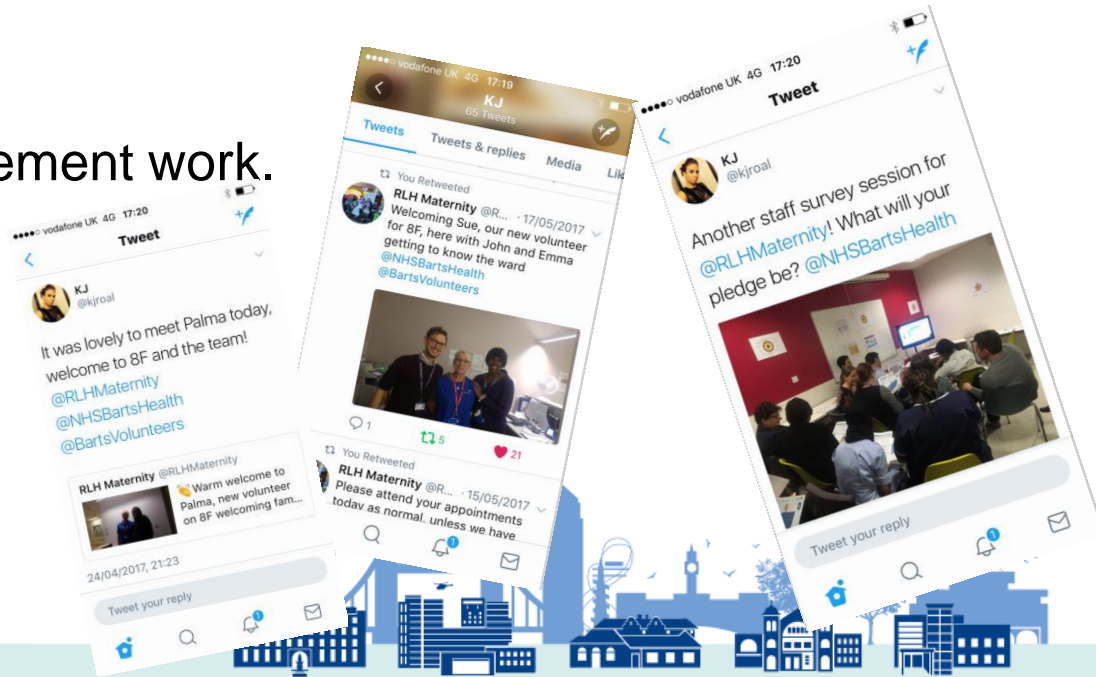 ement work.
vodafone UK 4G 17:20
Tweet
KJ
@kjroal
It was lovely to meet Palma today,
welcome to 8F and the team!
@RLHMaternity
@NHSBartsHealth
@BartsVolunteers
RLH Maternity @RLHMaternity
👏Warm welcome to
Palma, new volunteer
on 8F welcoming fam...
24/04/2017, 21:23
Tweet your reply
1
vodafone UK 4G 17:19
KJ
65 Tweets
Tweets Tweets & replies Media Lik
You Retweeted
RLH Maternity @R... · 17/05/2017
Welcoming Sue, our new volunteer
for 8F, here with John and Emma
getting to know the ward
@NHSBartsHealth
@BartsVolunteers
1 5 21
You Retweeted
RLH Maternity @R... · 15/05/2017
Please attend your appointments
today as normal, unless we have
1
vodafone UK 4G 17:20
Tweet
KJ
@kjroal
Another staff survey session for
@RLHMaternity! What will your
pledge be? @NHSBartsHealth
Tweet your reply
1